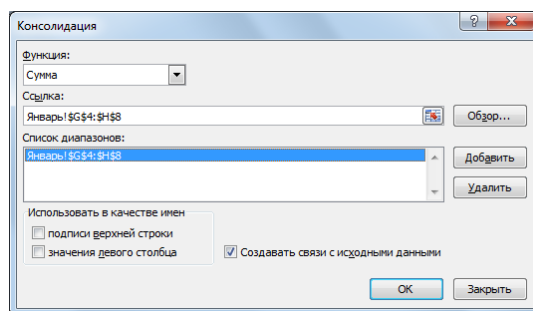 Консолидация
Функция:
Сумма
Ссылка:
Январь!$G$4:$H$8
Обзор...
Список диапазонов:
Январь!$G$4:$H$8
Добавить
Удалить
Использовать в качестве имен
подписи верхней строки
значения левого столбца
Создавать связи с исходными данными
ОК
Закрыть